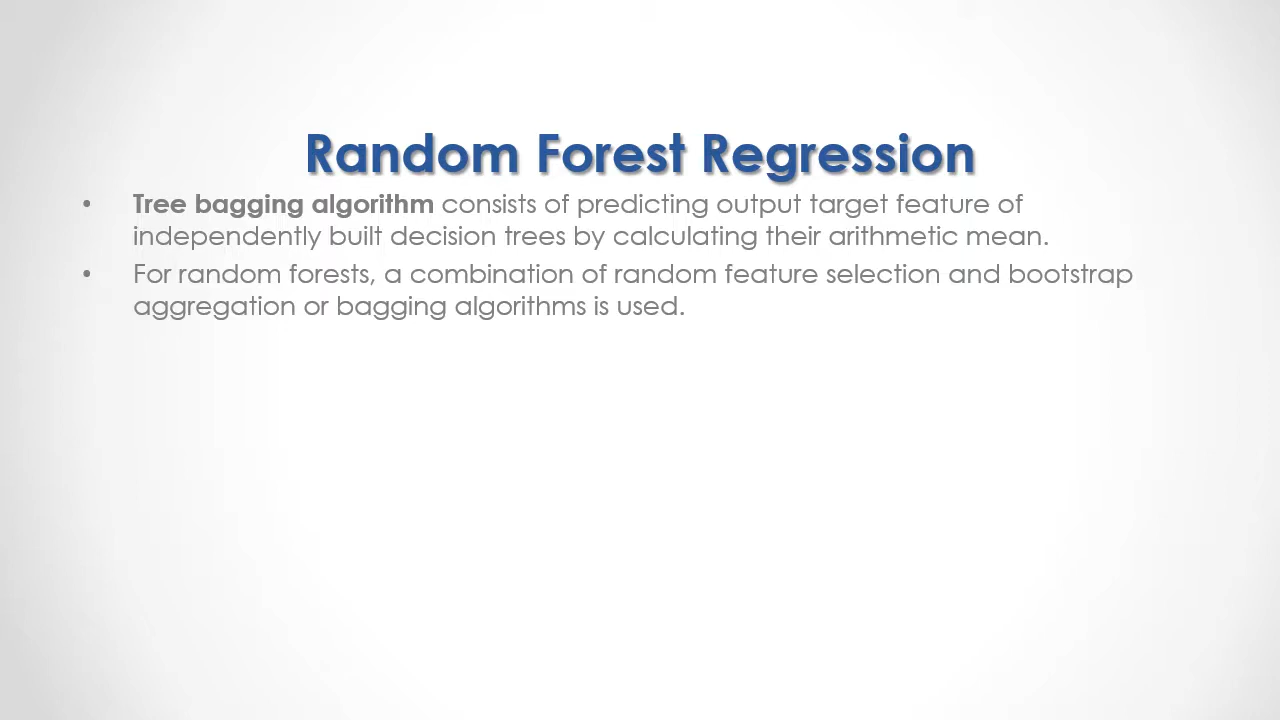 Random Forest Regression
• Tree bagging algorithm consists of predicting output target feature of
independently built decision trees by calculating their arithmetic mean.
• For random forests, a combination of random feature selection and bootstrap
aggregation or bagging algorithms is used.